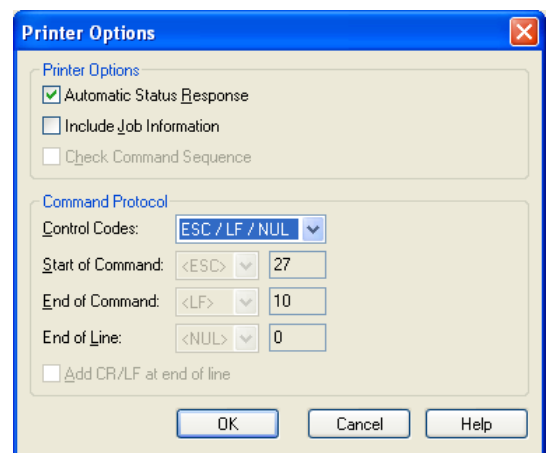 Printer Options
Printer Options
Automatic Status Response
Include Job Information
Check Command Sequence
Command Protocol
Control Codes: ESC / LF / NUL
Start of Command: <ESC> 27
End of Command: <LF> 10
End of Line: <NUL> 0
Add CR/LF at end of line
OK Cancel Help